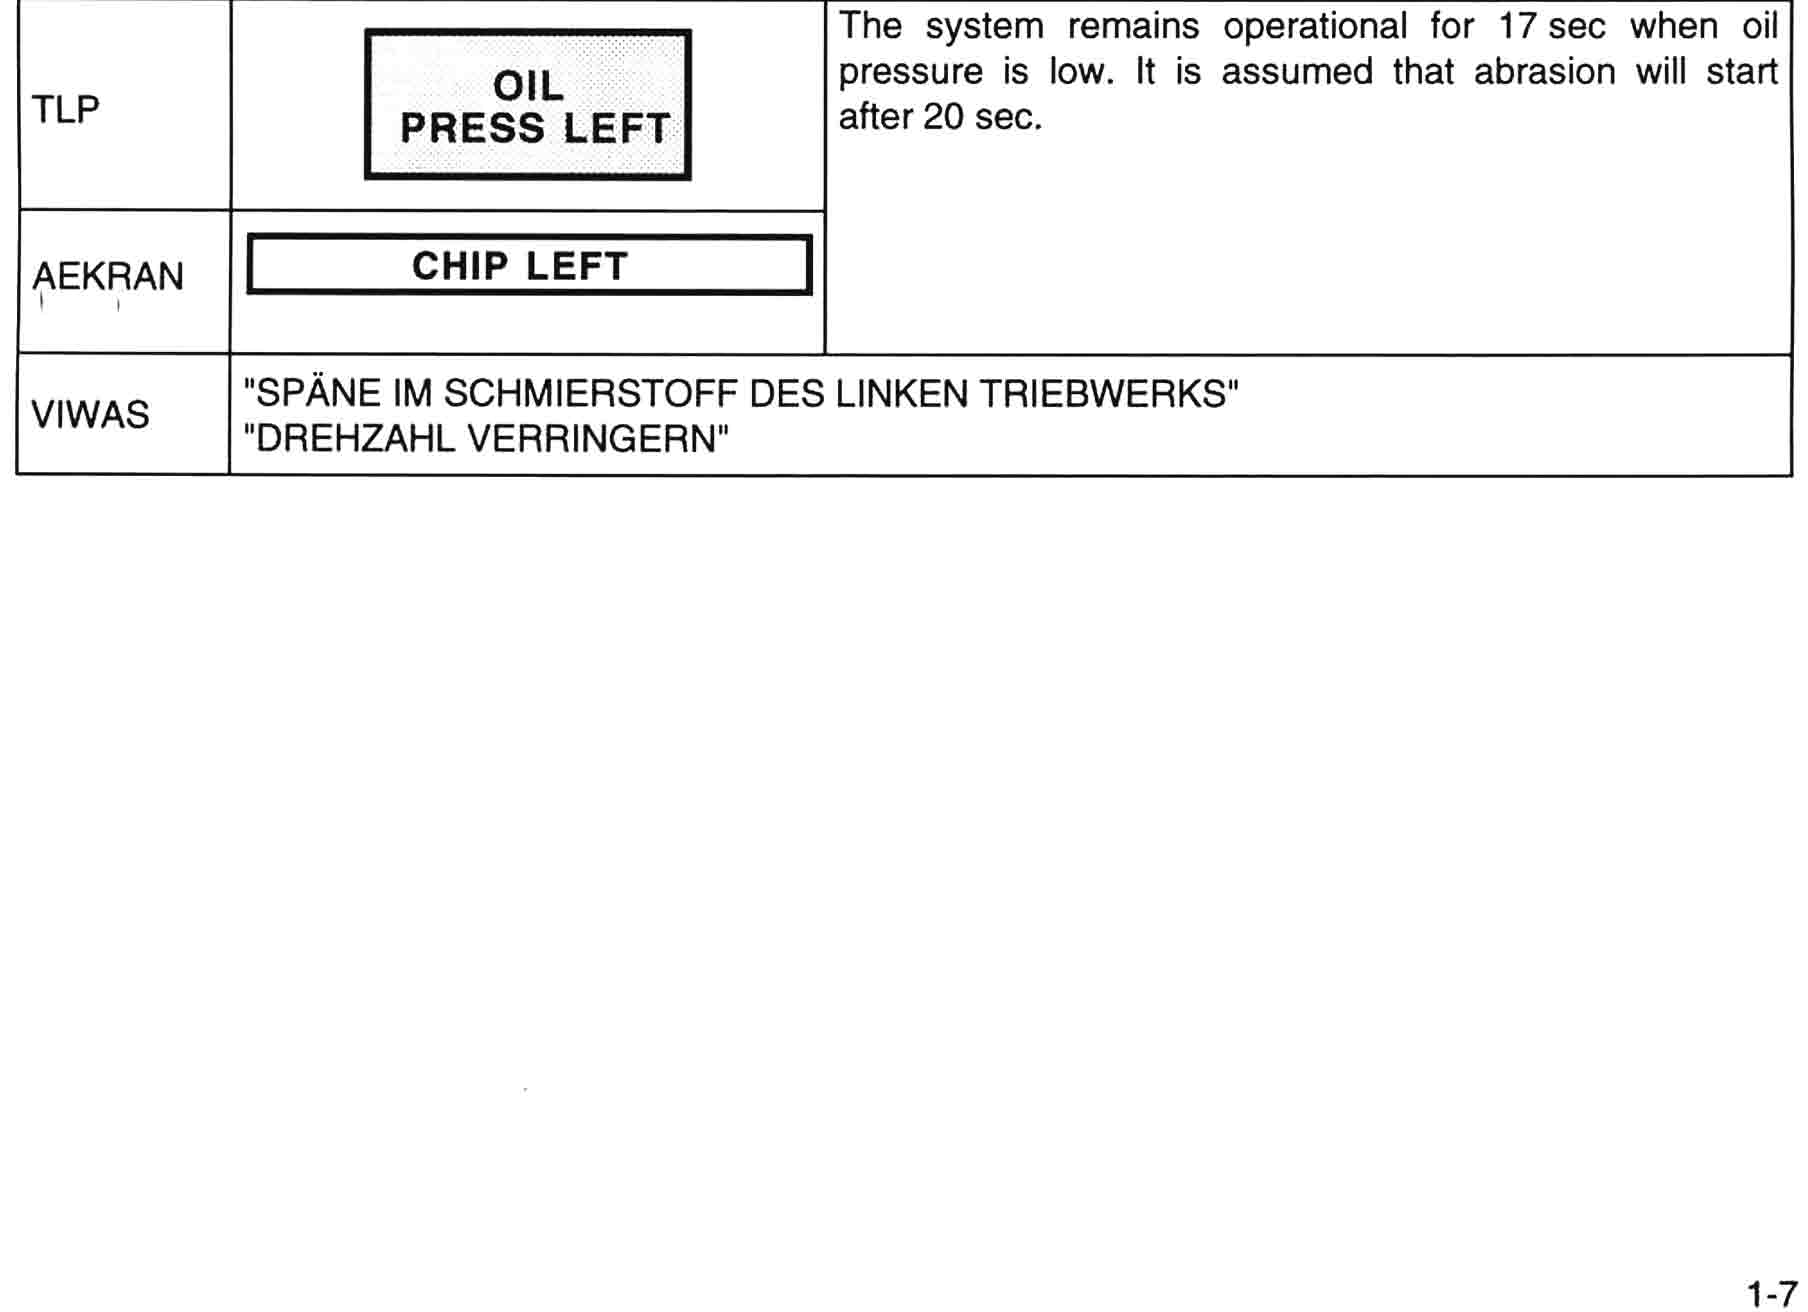 TLP
OIL
PRESS LEFT
The system remains operational for 17 sec when oil
pressure is low. It is assumed that abrasion will start
after 20 sec.
AEKRAN
CHIP LEFT
VIWAS
"SPÄNE IM SCHMIERSTOFF DES LINKEN TRIEBWERKS"
"DREHZAHL VERRINGERN"
1-7